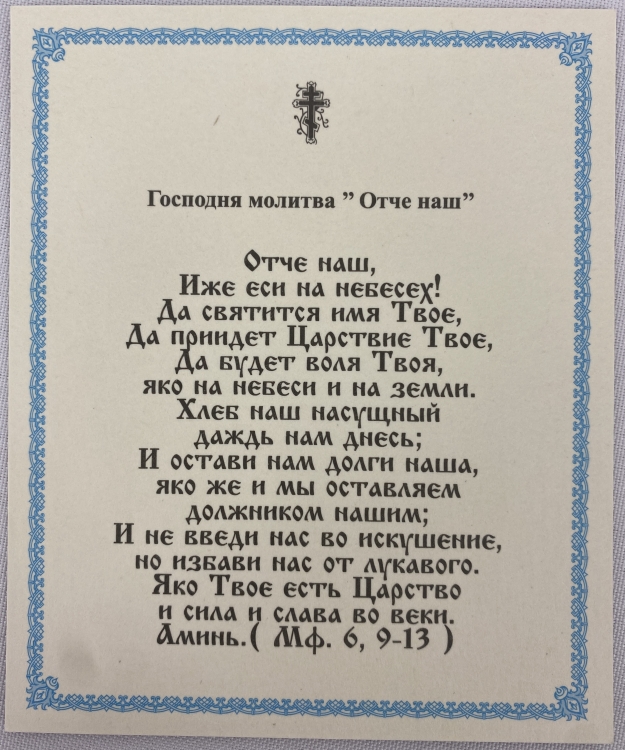 Господня молитва ” Отче наш”
Отче наш,
Иже еси на небесех!
Да святится имя Твое,
Да приидет Царствие Твое,
Да будет воля Твоя,
яко на небеси и на земли.
Хлеб наш насущный
даждь нам днесь;
И остави нам долги наша,
яко же и мы оставляем
должником нашим;
И не введи нас во искушение,
но избави нас от лукавого.
Яко Твое есть Царство
и сила и слава во веки.
Аминь.( Мф. 6, 9-13 )